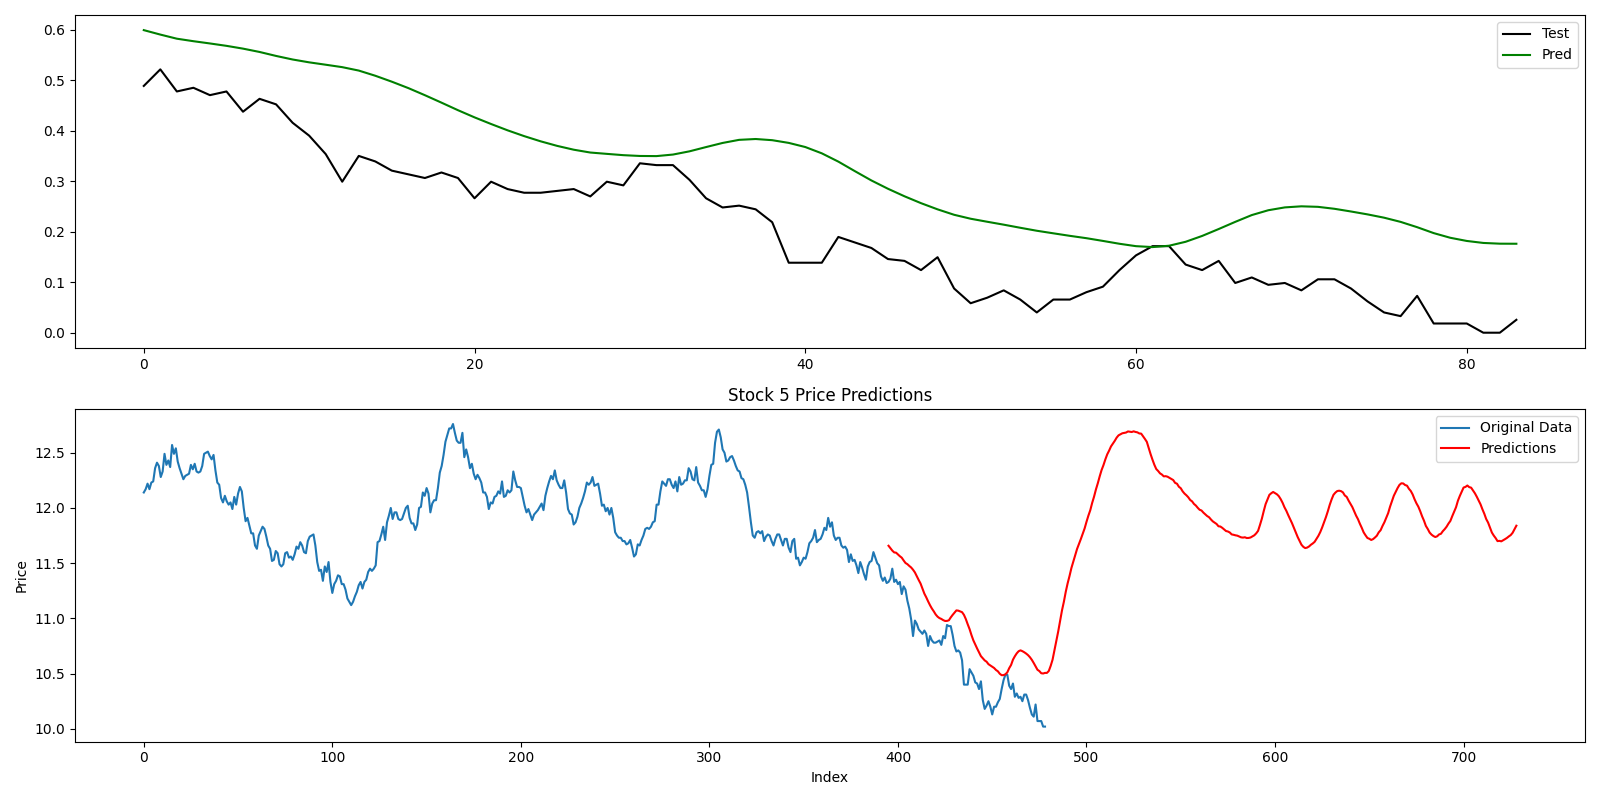 0.6
0.5
0.4
0.3
0.2
0.1
0.0
Test
Pred
0 20 40 60 80
Stock 5 Price Predictions
Price
12.5
12.0
11.5
11.0
10.5
10.0
Original Data
Predictions
0 100 200 300 400 500 600 700
Index